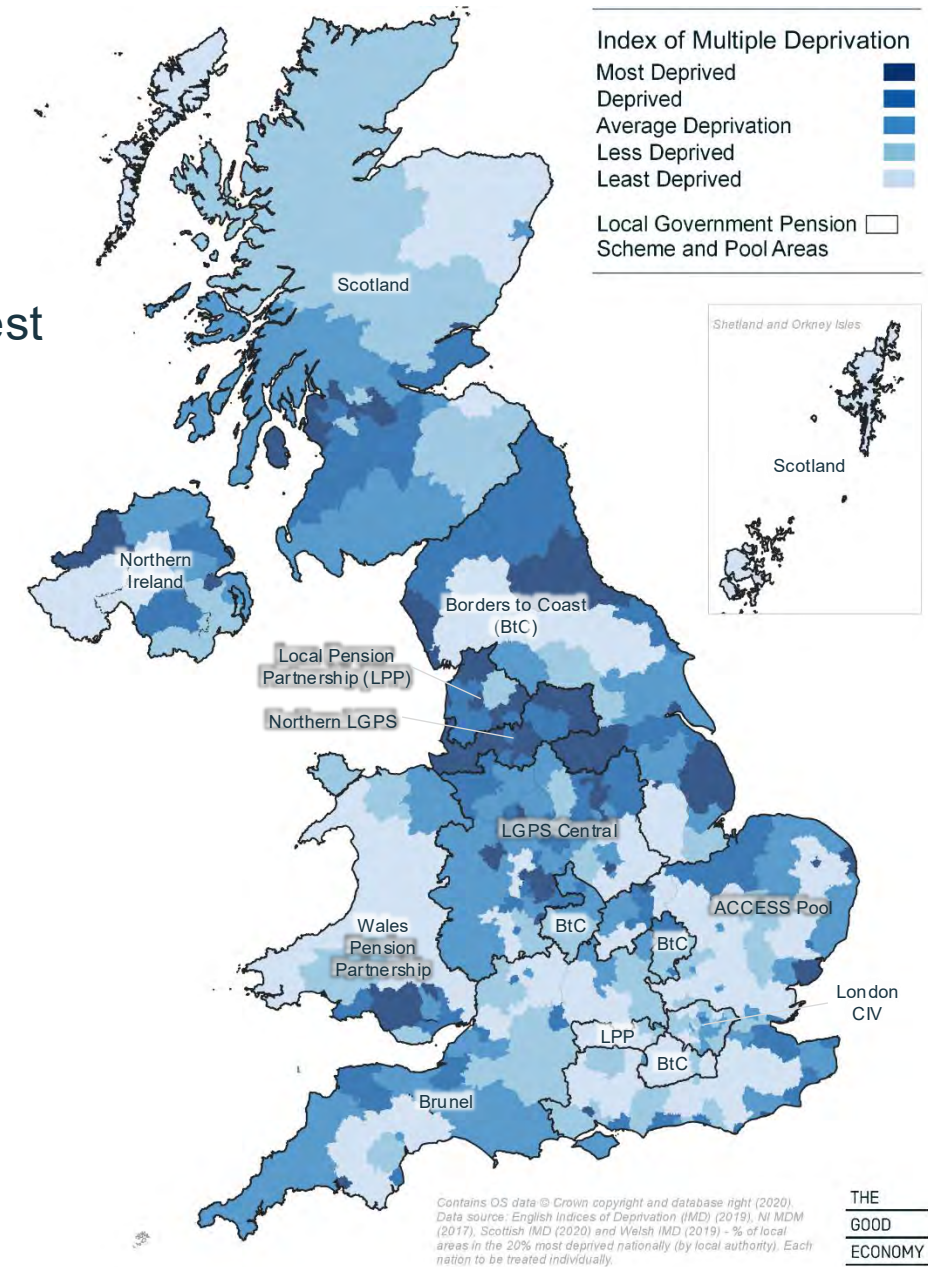 Index of Multiple Deprivation
Most Deprived
Deprived
Average Deprivation
Less Deprived
Least Deprived
Local Government Pension
Scheme and Pool Areas
est
Shetland and Orkney Isles
Scotland
Scotland
Northern
Ireland
Borders to Coast
(BtC)
Local Pension
Partnership (LPP)
Northern LGPS
LGPS Central
ACCESS Pool
BtC
BtC
Wales
Pension
Partnership
London
CIV
LPP
BtC
Brunel
Contains OS data © Crown copyright and database right (2020).
Data source: English Indices of Deprivation (IMD) (2019), NI MDM
(2017), Scottish IMD (2020) and Welsh IMD (2019) - % of local
areas in the 20% most deprived nationally (by local authority). Each
nation to be treated individually.
THE
GOOD
ECONOMY